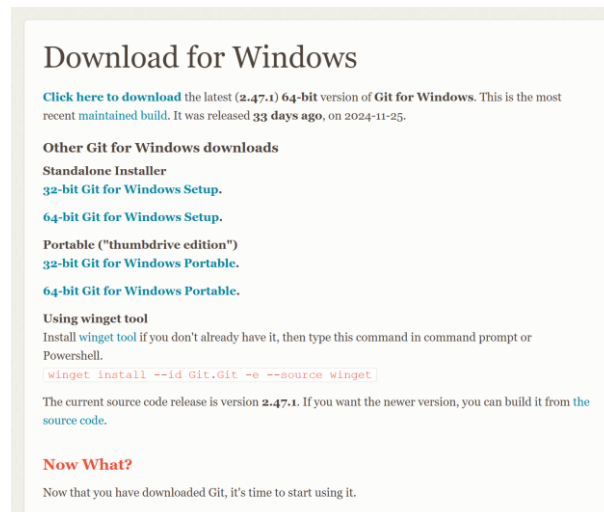 Download for Windows
Click here to download the latest (2.47.1) 64-bit version of Git for Windows. This is the most
recent maintained build. It was released 33 days ago, on 2024-11-25.
Other Git for Windows downloads
Standalone Installer
32-bit Git for Windows Setup.
64-bit Git for Windows Setup.
Portable ("thumbdrive edition")
32-bit Git for Windows Portable.
64-bit Git for Windows Portable.
Using winget tool
Install winget tool if you don't already have it, then type this command in command prompt or
Powershell.
winget install --id Git.Git -e --source winget
The current source code release is version 2.47.1. If you want the newer version, you can build it from the
source code.
Now What?
Now that you have downloaded Git, it's time to start using it.